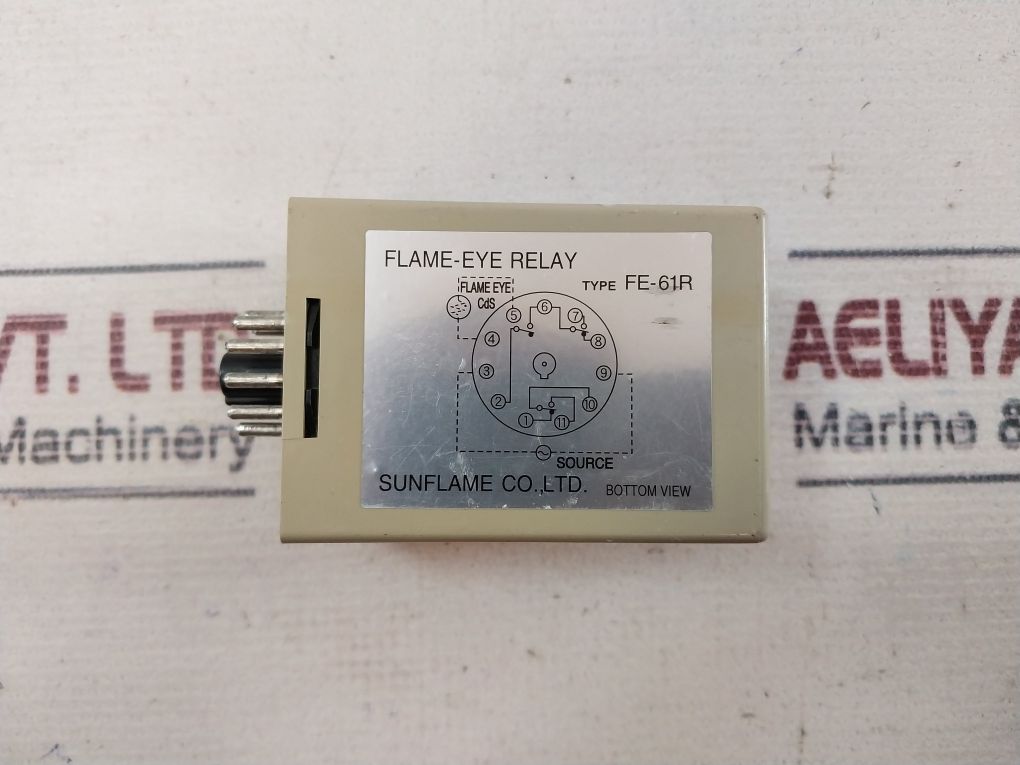 FLAME-EYE RELAY
TYPE FE-61R
FLAME EYE
CdS
⑤ ⑥ ⑦
④ ⑧
③ ⑨
② ⑩
① ⑪
SOURCE
SUNFLAME CO.,LTD.
BOTTOM VIEW
VT. LTD
Machinery
AELIYA
Marine &